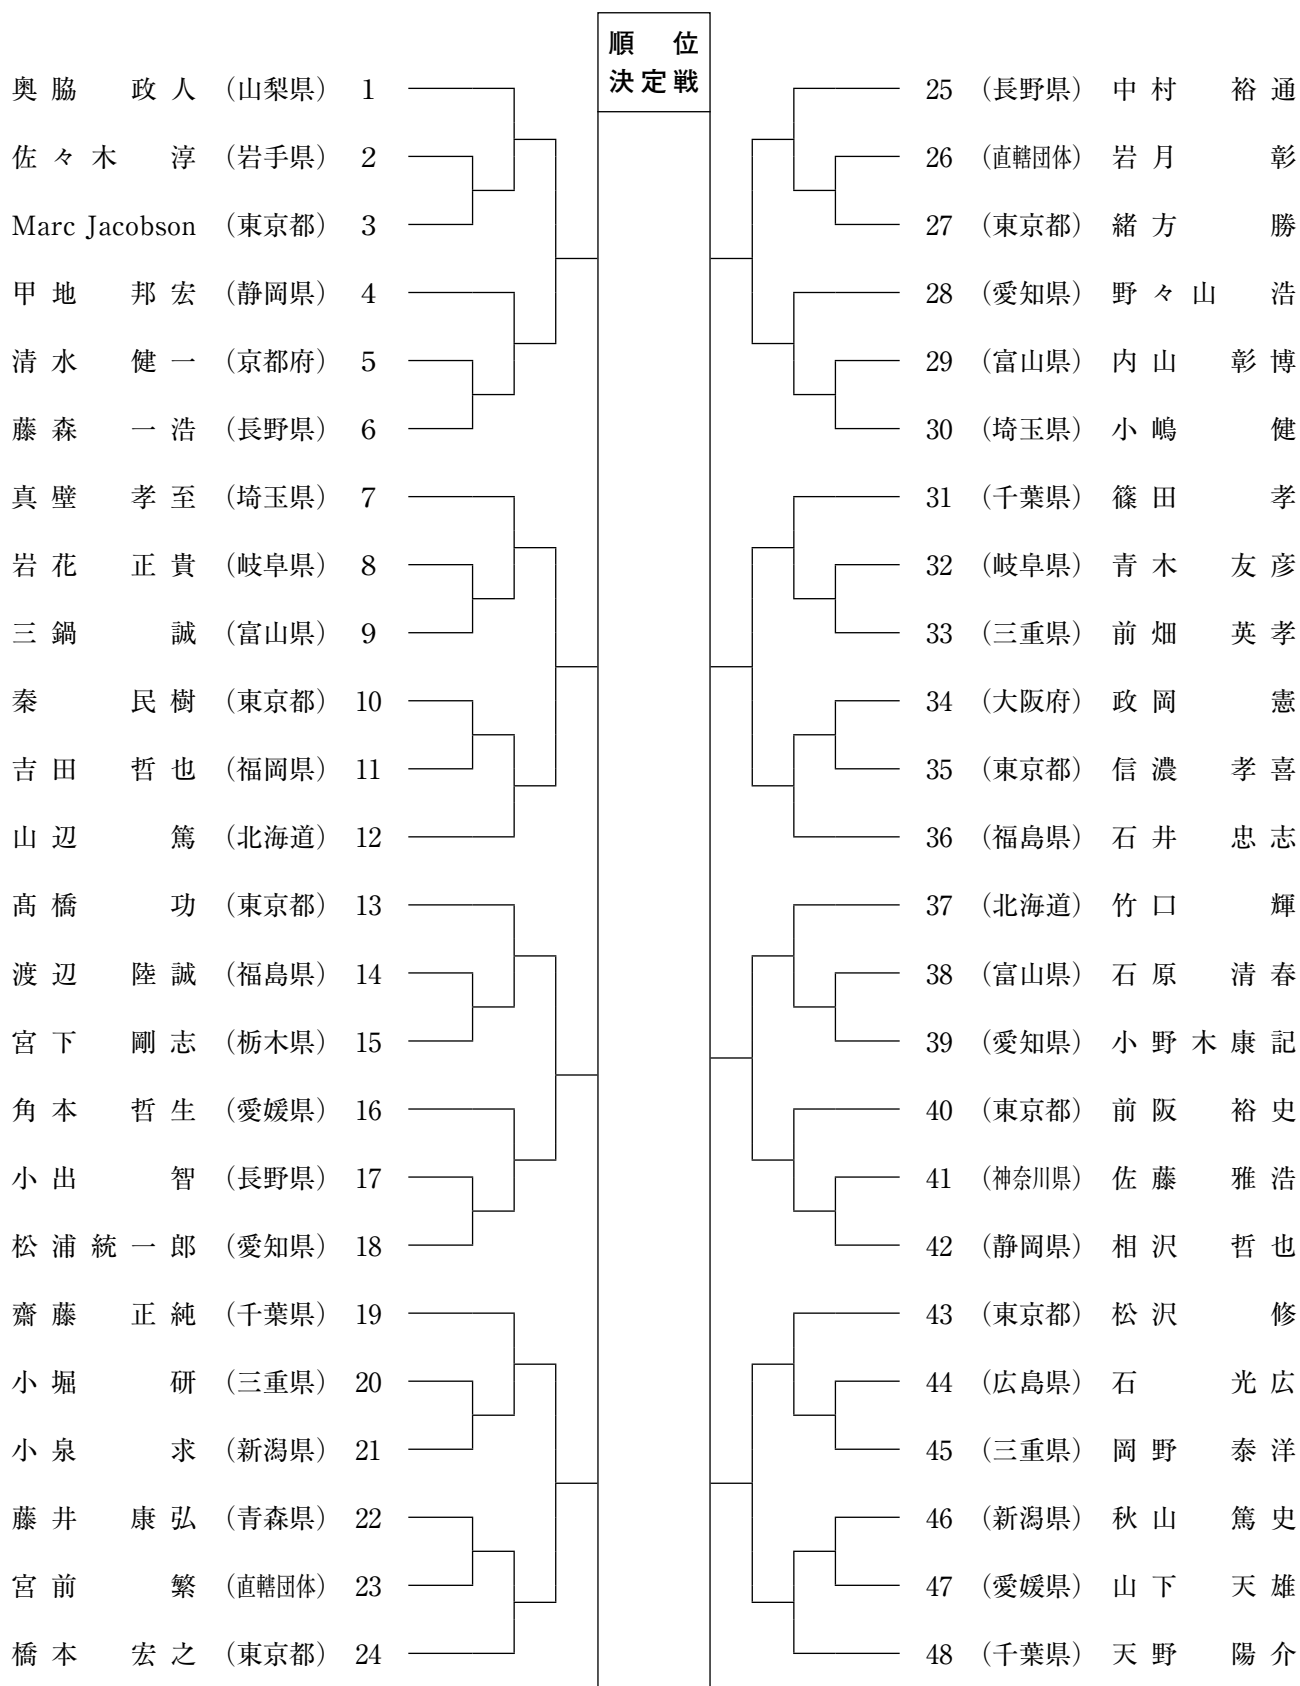 順位
決定戦
奥脇 政人 (山梨県) 1
佐々木 淳 (岩手県) 2
Marc Jacobson (東京都) 3
甲地 邦宏 (静岡県) 4
清水 健一 (京都府) 5
藤森 一浩 (長野県) 6
真壁 孝至 (埼玉県) 7
岩花 正貴 (岐阜県) 8
三鍋 誠 (富山県) 9
秦 民樹 (東京都) 10
吉田 哲也 (福岡県) 11
山辺 篤 (北海道) 12
髙橋 功 (東京都) 13
渡辺 陸誠 (福島県) 14
宮下 剛志 (栃木県) 15
角本 哲生 (愛媛県) 16
小出 智 (長野県) 17
松浦統一郎 (愛知県) 18
齋藤 正純 (千葉県) 19
小堀 研 (三重県) 20
小泉 求 (新潟県) 21
藤井 康弘 (青森県) 22
宮前 繁 (直轄団体) 23
橋本 宏之 (東京都) 24
25 (長野県) 中村 裕通
26 (直轄団体) 岩月 彰
27 (東京都) 緒方 勝
28 (愛知県) 野々山 浩
29 (富山県) 内山 彰博
30 (埼玉県) 小嶋 健
31 (千葉県) 篠田 孝
32 (岐阜県) 青木 友彦
33 (三重県) 前畑 英孝
34 (大阪府) 政岡 憲
35 (東京都) 信濃 孝喜
36 (福島県) 石井 忠志
37 (北海道) 竹口 輝
38 (富山県) 石原 清春
39 (愛知県) 小野木康記
40 (東京都) 前阪 裕史
41 (神奈川県) 佐藤 雅浩
42 (静岡県) 相沢 哲也
43 (東京都) 松沢 修
44 (広島県) 石 光広
45 (三重県) 岡野 泰洋
46 (新潟県) 秋山 篤史
47 (愛媛県) 山下 天雄
48 (千葉県) 天野 陽介